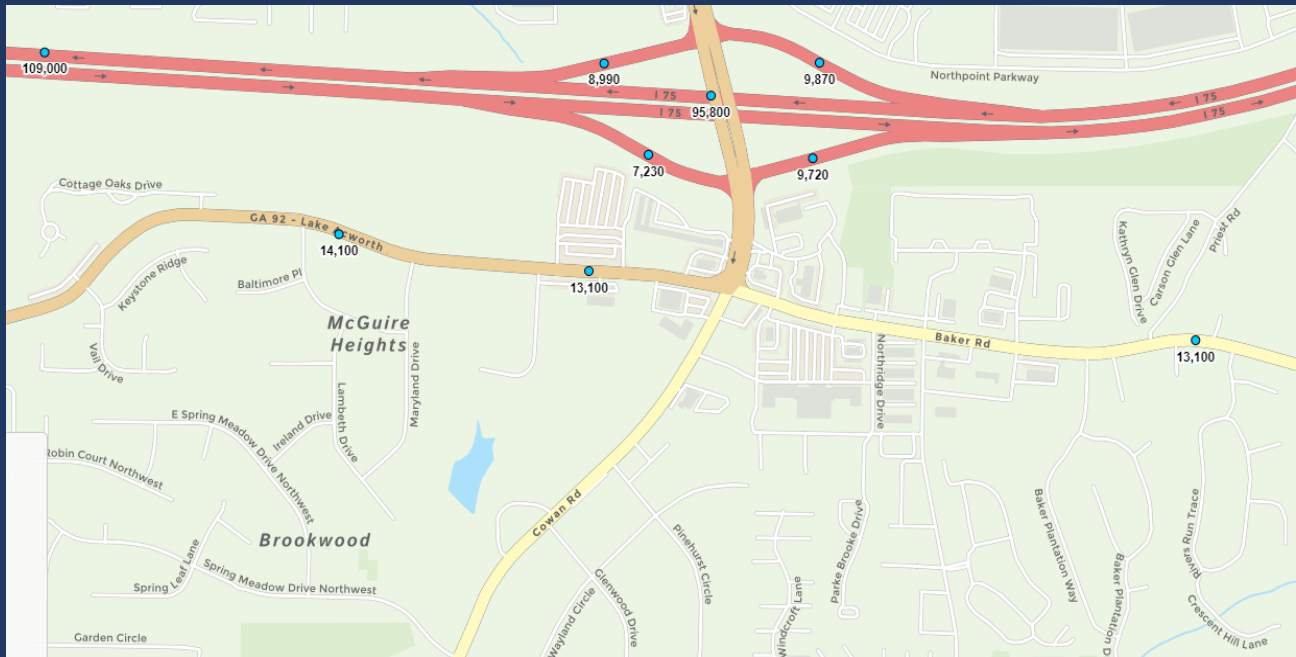 109,000
8,990
9,870
Northpoint Parkway
I 75
I 75
I 75
I 75
95,800
7,230
9,720
Cottage Oaks Drive
GA 92 - Lake Acworth
14,100
Keystone Ridge
Baltimore Pl
13,100
Kathryn Glen Drive
Carson Glen Lane
Priest Rd
McGuire
Heights
Vail Drive
Maryland Drive
Lambeth Drive
Baker Rd
Northridge Drive
13,100
E Spring Meadow Drive Northwest
Ireland Drive
Robin Court Northwest
Cowan Rd
Brookwood
Spring Leaf Lane
Spring Meadow Drive Northwest
Garden Circle
Pinehurst Circle
Glenwood Drive
Wayland Circle
Windcroft Lane
Parke Brooke Drive
Baker Plantation Way
Baker Plantation D
Rivers Run Trace
Crescent Hill Lane